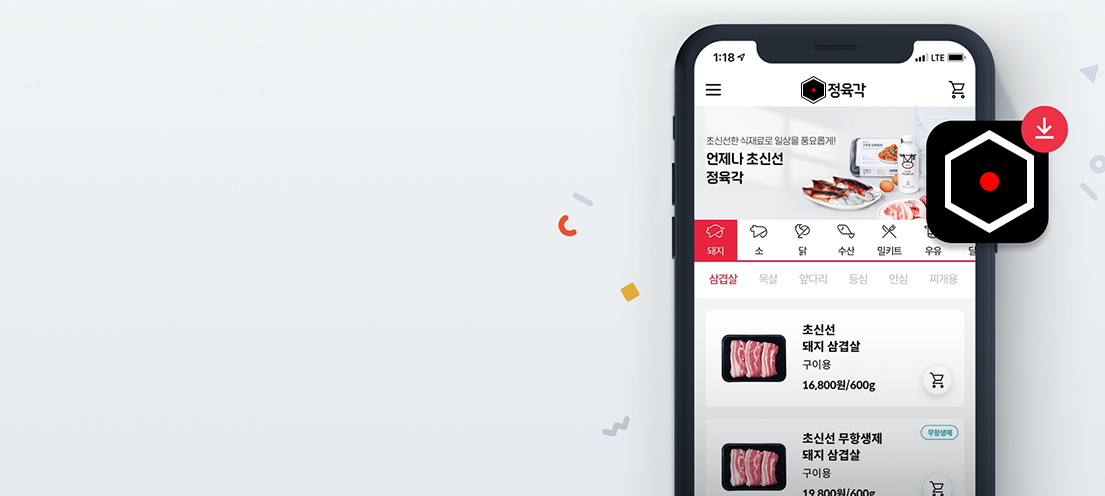 1:18
LTE
정육각
초신선한 식재료로 일상을 풍요롭게!
언제나 초신선
정육각
돼지 소 닭 수산 밀키트 우유
삼겹살 목살 앞다리 등심 안심 찌개용
초신선
돼지 삼겹살
구이용
16,800원/600g
무항생제
초신선 무항생제
돼지 삼겹살
구이용
19,800원/600g